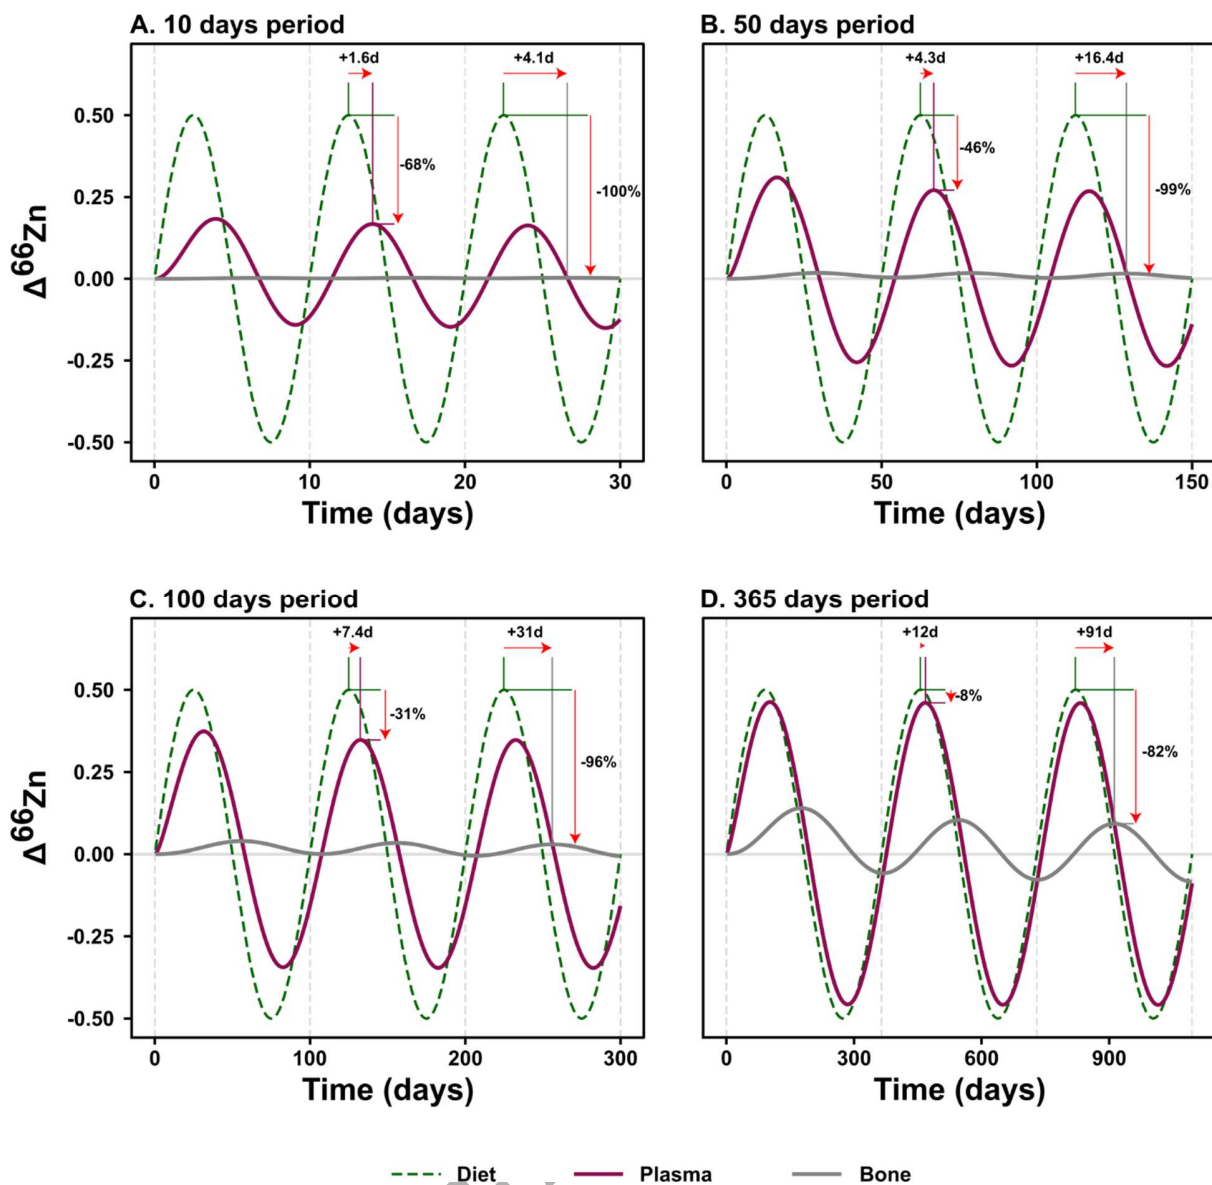 A. 10 days period
B. 50 days period
+1.6d
+4.1d
+4.3d
+16.4d
0.50
-68%
-46%
0.25
-100%
-99%
Δ66Zn
0.00
-0.25
-0.50
0 10 20 30
0 50 100 150
Time (days)
Time (days)
C. 100 days period
D. 365 days period
+7.4d
+31d
+12d
+91d
0.50
-8%
-31%
0.25
-96%
-82%
Δ66Zn
0.00
-0.25
-0.50
0 100 200 300
0 300 600 900
Time (days)
Time (days)
Diet Plasma Bone